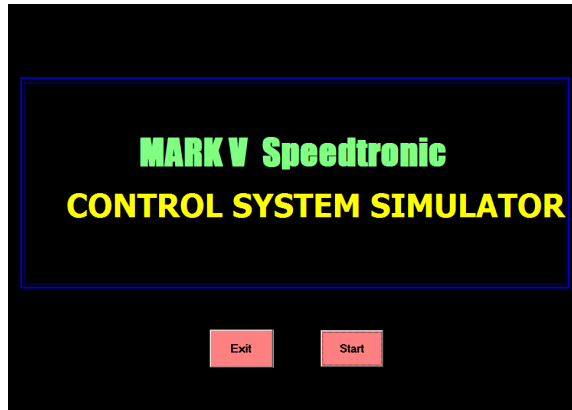 MARK V Speedtronic
CONTROL SYSTEM SIMULATOR
Exit
Start